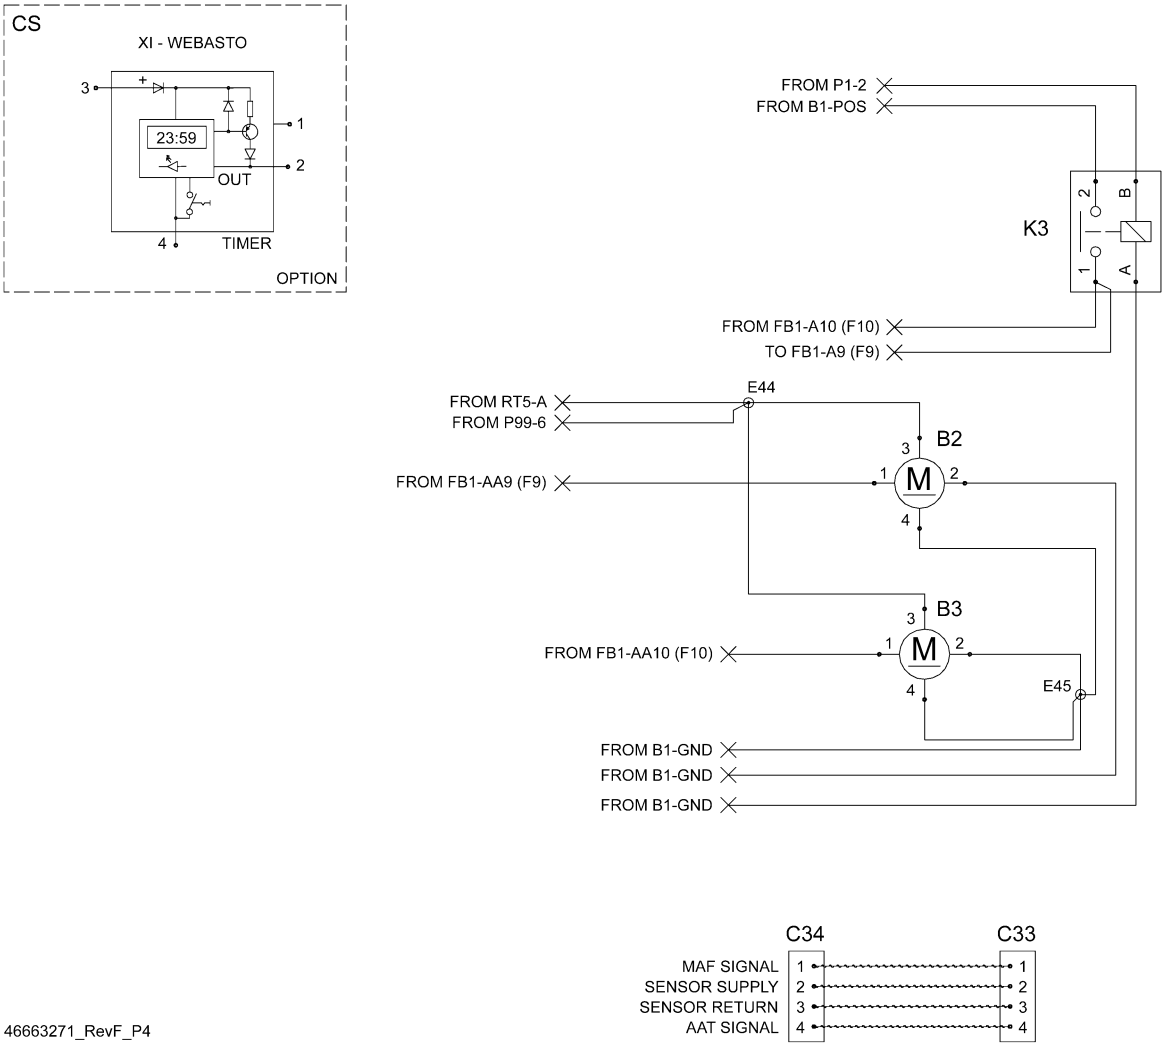 CS
XI - WEBASTO
3
+
23:59
1
2
OUT
4
TIMER
OPTION
FROM P1-2
FROM B1-POS
2
B
K3
1
A
FROM FB1-A10 (F10)
TO FB1-A9 (F9)
E44
FROM RT5-A
FROM P99-6
B2
3
FROM FB1-AA9 (F9)
1
M
2
4
B3
3
FROM FB1-AA10 (F10)
1
M
2
4
E45
FROM B1-GND
FROM B1-GND
FROM B1-GND
C34
C33
MAF SIGNAL 1 1
SENSOR SUPPLY 2 2
SENSOR RETURN 3 3
AAT SIGNAL 4 4
46663271_RevF_P4